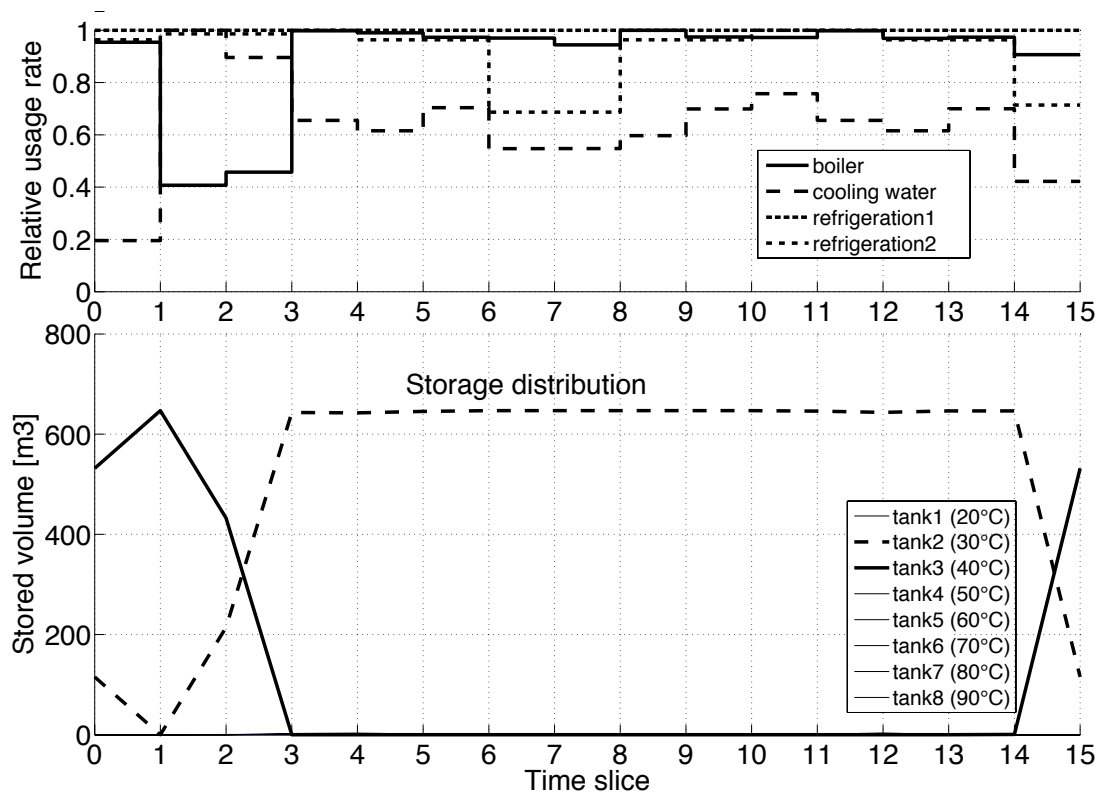 1
0.8
0.6
0.4
0.2
0
Relative usage rate
boiler
cooling water
refrigeration1
refrigeration2
0 1 2 3 4 5 6 7 8 9 10 11 12 13 14 15
800
600
400
200
0
Stored volume [m3]
Storage distribution
tank1 (20°C)
tank2 (30°C)
tank3 (40°C)
tank4 (50°C)
tank5 (60°C)
tank6 (70°C)
tank7 (80°C)
tank8 (90°C)
0 1 2 3 4 5 6 7 8 9 10 11 12 13 14 15
Time slice